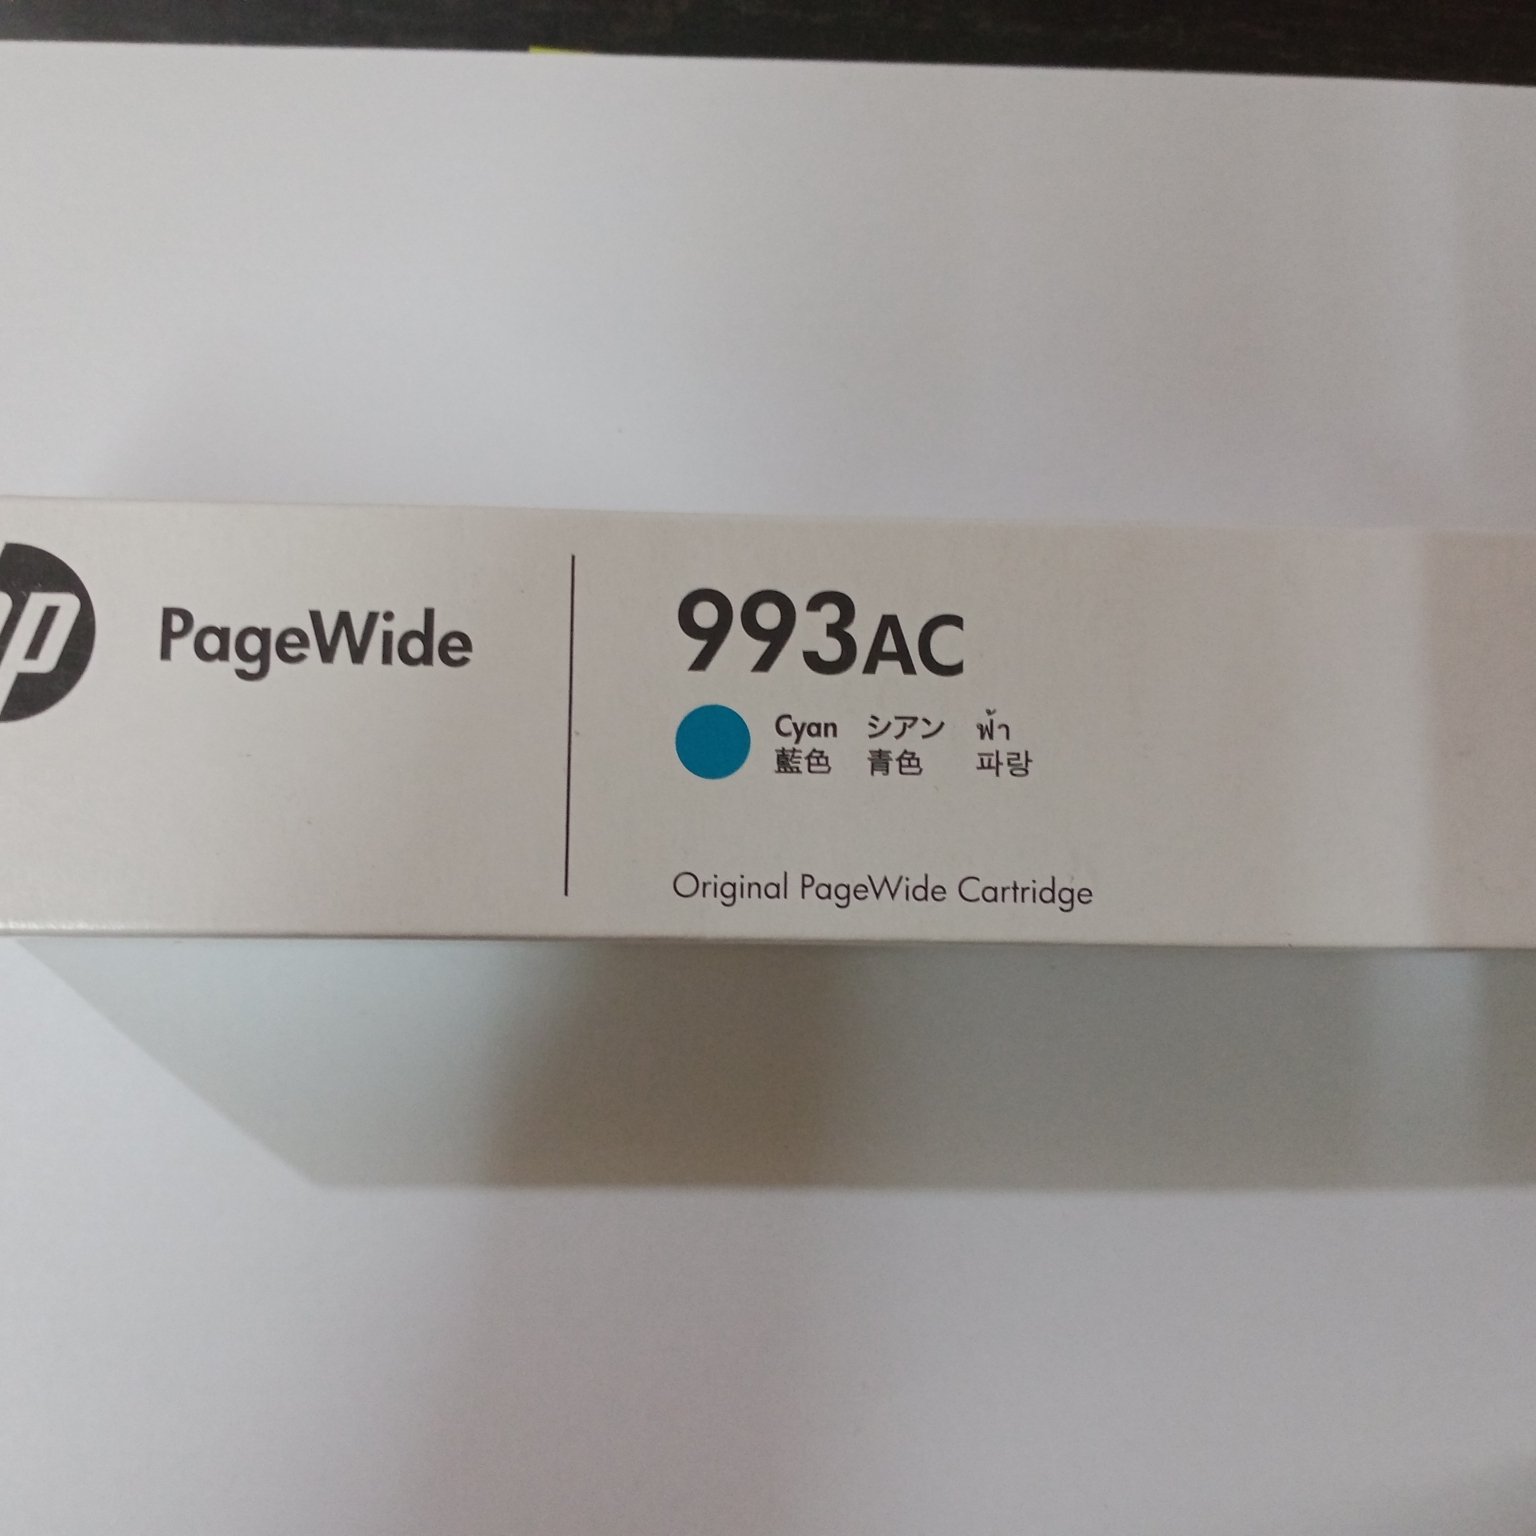 hp PageWide
993AC
Cyan シアン ฟ้า
藍色 青色 파랑
Original PageWide Cartridge